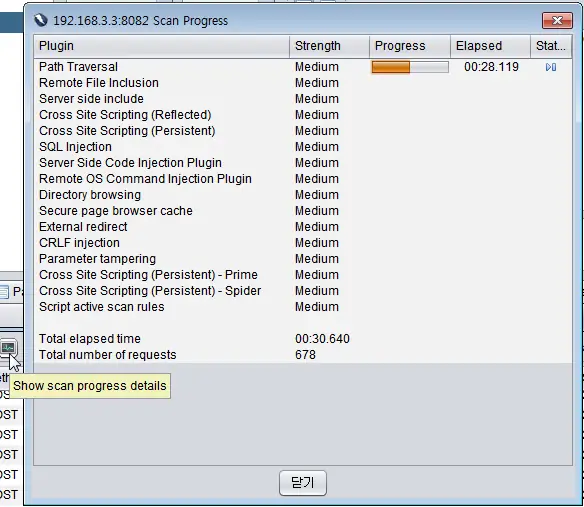 192.168.3.3:8082 Scan Progress
Plugin Strength Progress Elapsed Stat...
Path Traversal Medium 00:28.119
Remote File Inclusion Medium
Server side include Medium
Cross Site Scripting (Reflected) Medium
Cross Site Scripting (Persistent) Medium
SQL Injection Medium
Server Side Code Injection Plugin Medium
Remote OS Command Injection Plugin Medium
Directory browsing Medium
Secure page browser cache Medium
External redirect Medium
CRLF injection Medium
Parameter tampering Medium
Cross Site Scripting (Persistent) - Prime Medium
Cross Site Scripting (Persistent) - Spider Medium
Script active scan rules Medium
Total elapsed time 00:30.640
Total number of requests 678
Show scan progress details
OST
OST
OST
OST
OST
닫기